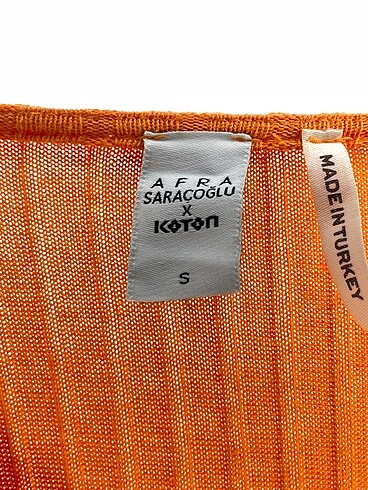 AFRA
SARAÇOĞLU
X
KOTON
S
MADE IN TURKEY